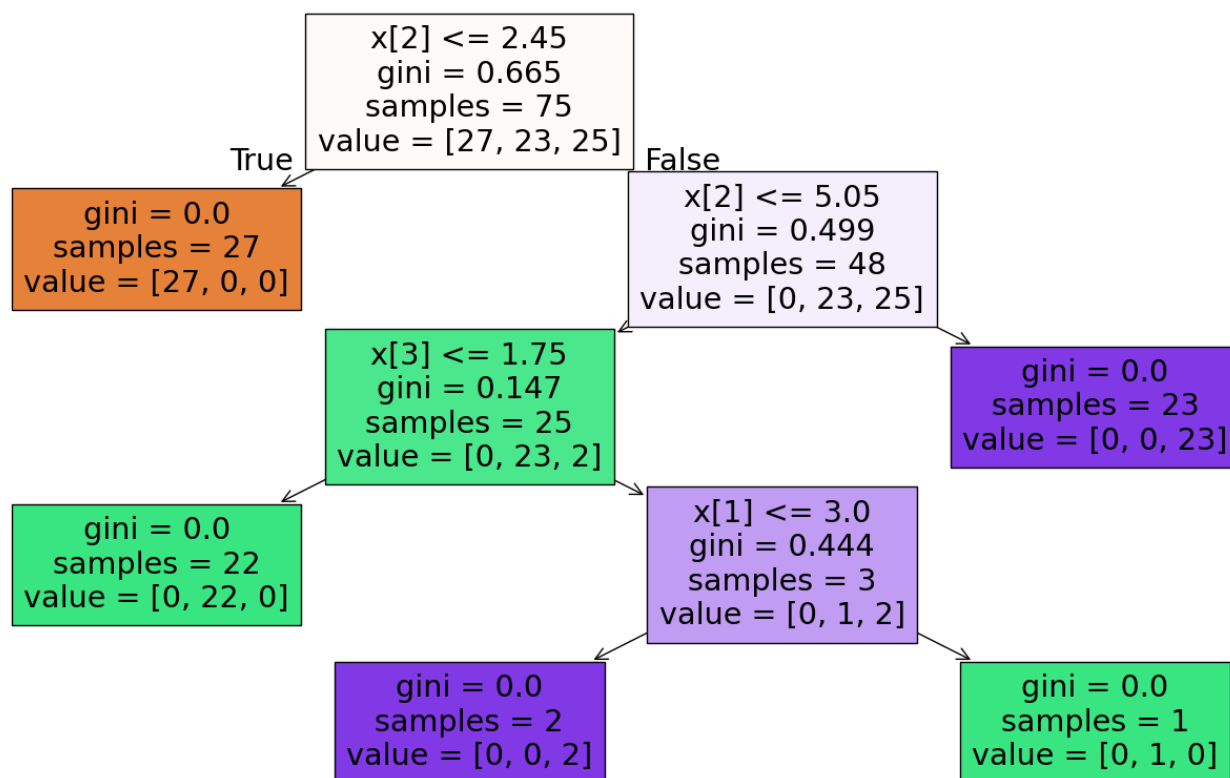 x[2] <= 2.45
gini = 0.665
samples = 75
value = [27, 23, 25]
True
False
gini = 0.0
samples = 27
value = [27, 0, 0]
x[2] <= 5.05
gini = 0.499
samples = 48
value = [0, 23, 25]
x[3] <= 1.75
gini = 0.147
samples = 25
value = [0, 23, 2]
gini = 0.0
samples = 23
value = [0, 0, 23]
gini = 0.0
samples = 22
value = [0, 22, 0]
x[1] <= 3.0
gini = 0.444
samples = 3
value = [0, 1, 2]
gini = 0.0
samples = 2
value = [0, 0, 2]
gini = 0.0
samples = 1
value = [0, 1, 0]